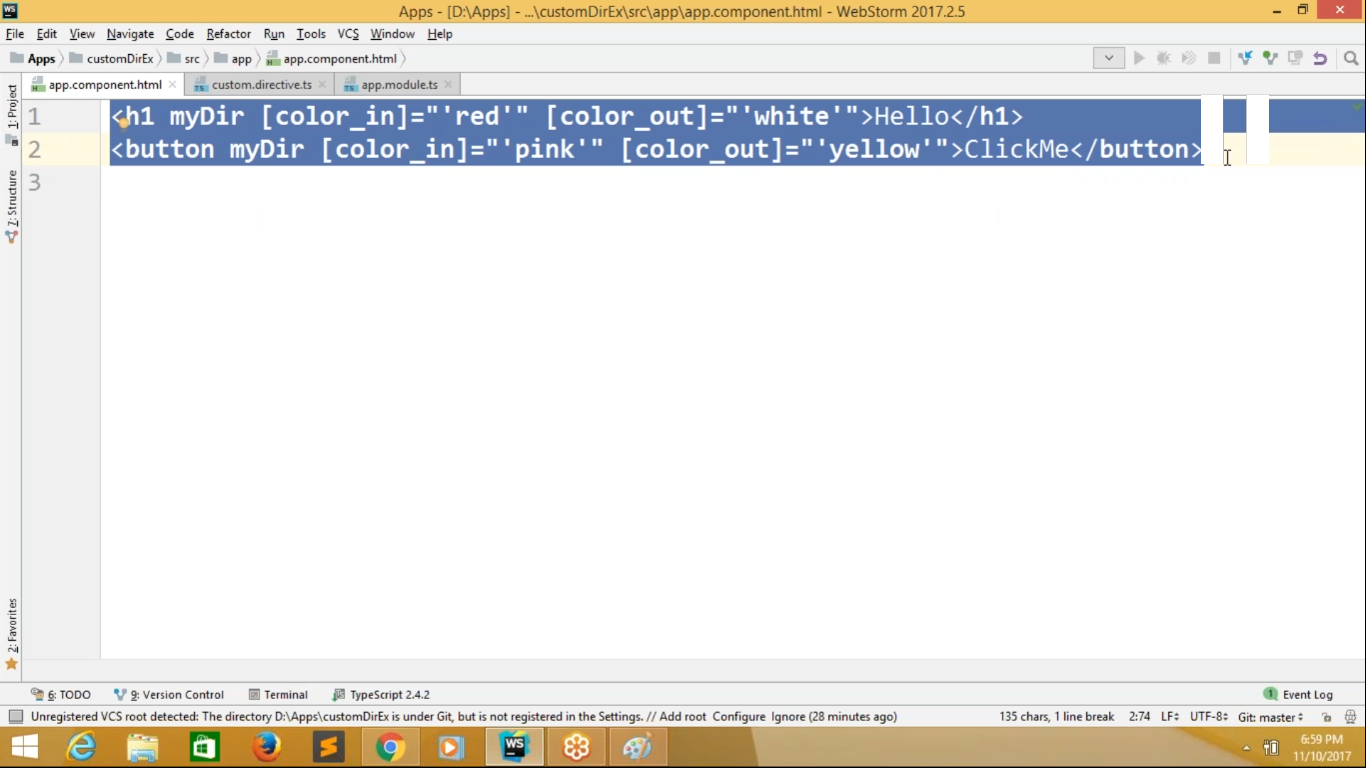 Apps - [D:\Apps] - ...\customDirEx\src\app\app.component.html - WebStorm 2017.2.5
File Edit View Navigate Code Refactor Run Tools VCS Window Help
Apps customDirEx src app app.component.html
app.component.html custom.directive.ts app.module.ts
1: Project
7: Structure
2: Favorites
1 <h1 myDir [color_in]="'red'" [color_out]="'white'">Hello</h1>
2 <button myDir [color_in]="'pink'" [color_out]="'yellow'">ClickMe</button>
3
6: TODO 9: Version Control Terminal TypeScript 2.4.2 1 Event Log
Unregistered VCS root detected: The directory D:\Apps\customDirEx is under Git, but is not registered in the Settings. // Add root Configure Ignore (28 minutes ago) 135 chars, 1 line break 2:74 LF UTF-8 Git: master
6:59 PM
11/10/2017